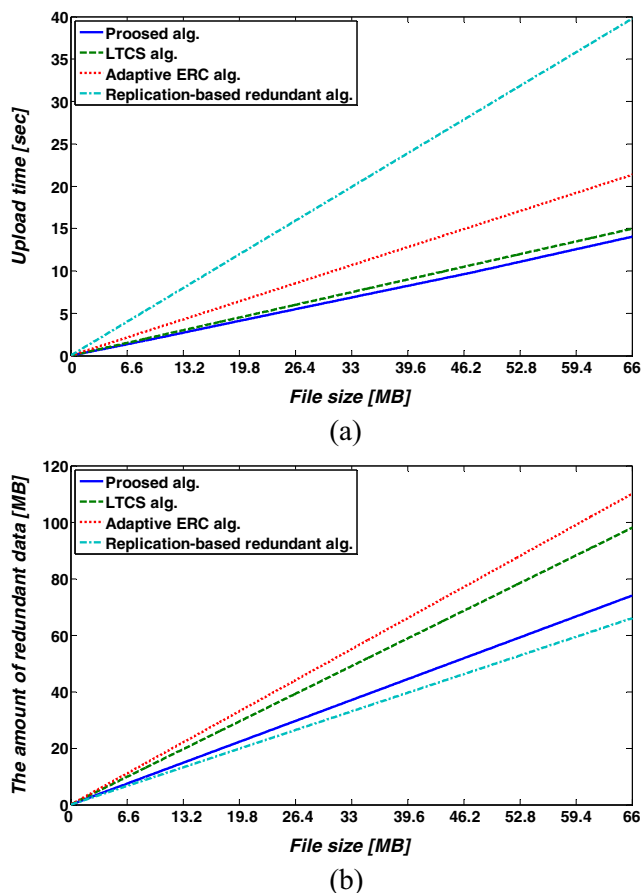 40
35
30
25
20
15
10
5
0
Upload time [sec]
Proosed alg.
LTCS alg.
Adaptive ERC alg.
Replication-based redundant alg.
0 6.6 13.2 19.8 26.4 33 39.6 46.2 52.8 59.4 66
File size [MB]
(a)
120
100
80
60
40
20
0
The amount of redundant data [MB]
Proosed alg.
LTCS alg.
Adaptive ERC alg.
Replication-based redundant alg.
0 6.6 13.2 19.8 26.4 33 39.6 46.2 52.8 59.4 66
File size [MB]
(b)